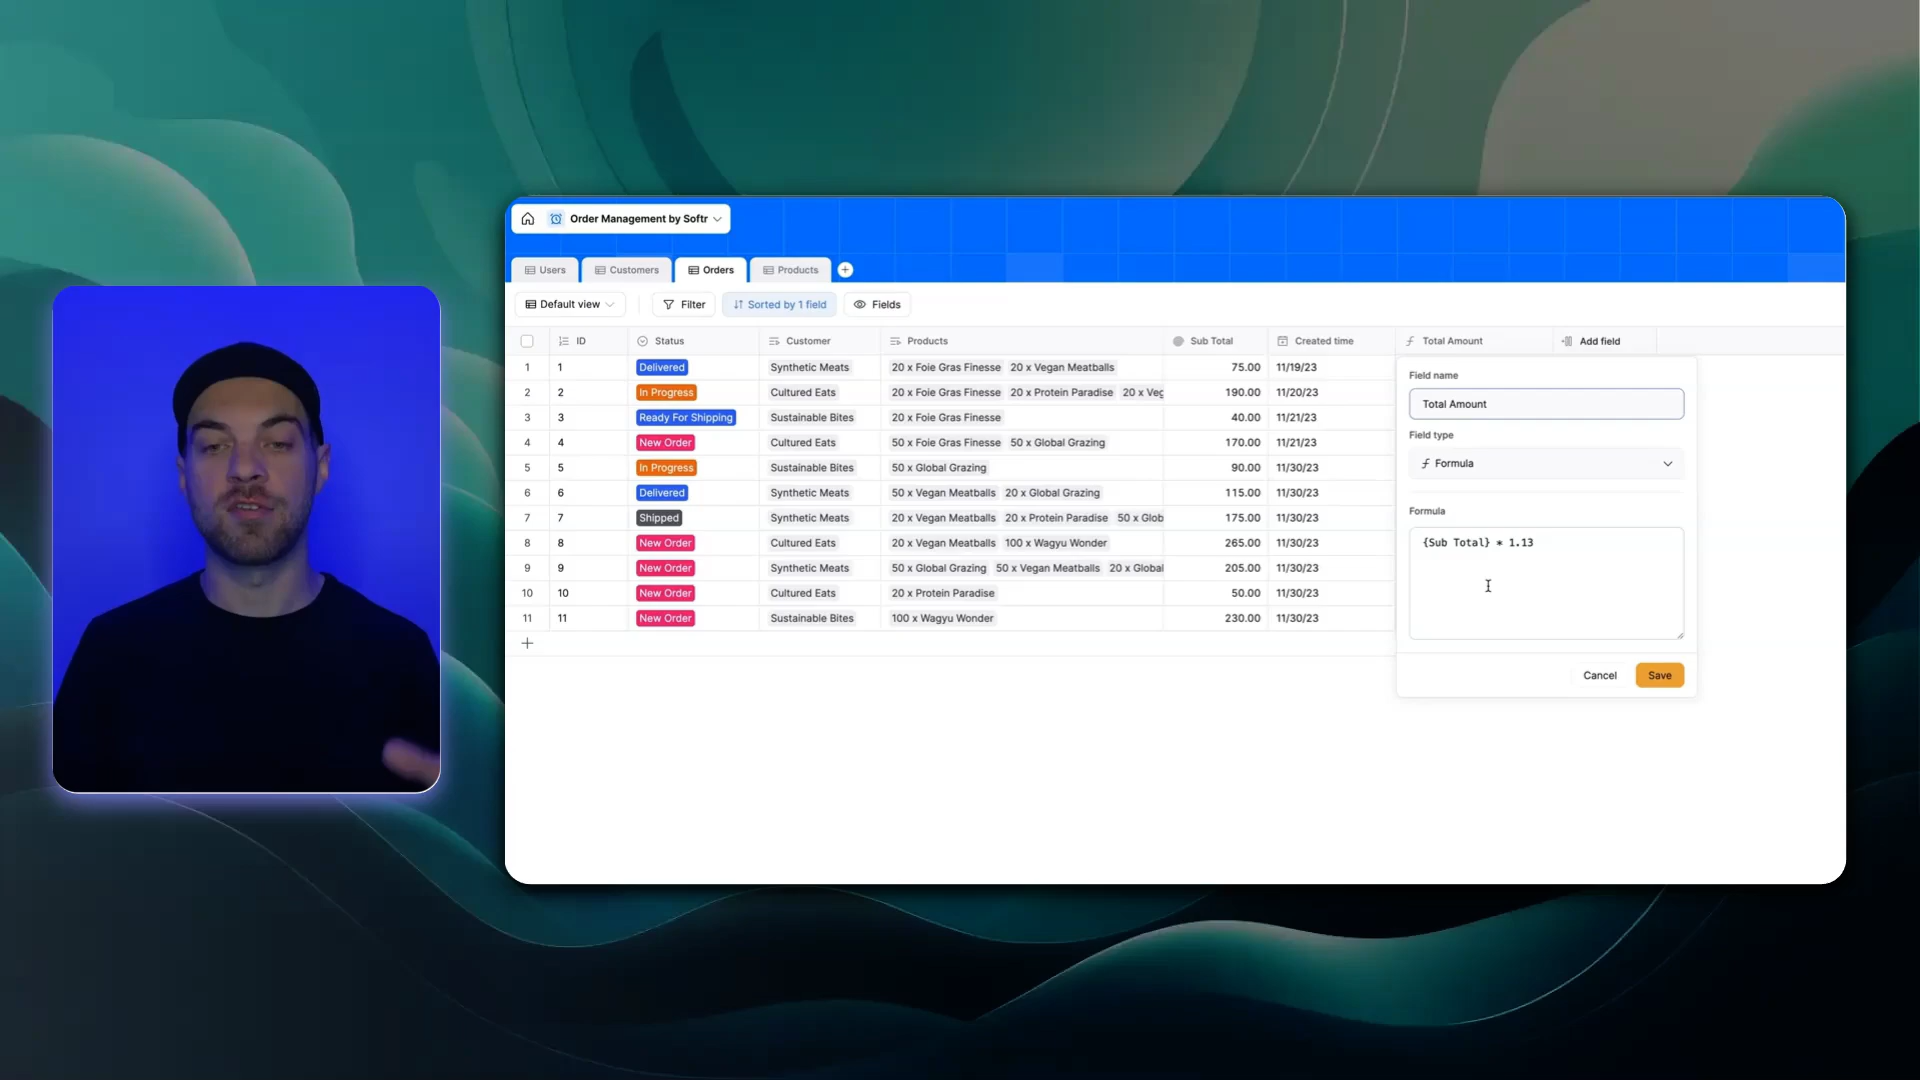 Order Management by Softr
Users Customers Orders Products
Default view Filter Sorted by 1 field Fields
ID Status Customer Products Sub Total Created time Total Amount Add field
1 1 Delivered Synthetic Meats 20 x Foie Gras Finesse 20 x Vegan Meatballs 75.00 11/19/23
2 2 In Progress Cultured Eats 20 x Foie Gras Finesse 20 x Protein Paradise 20 x Veg 190.00 11/20/23
3 3 Ready For Shipping Sustainable Bites 20 x Foie Gras Finesse 40.00 11/21/23
4 4 New Order Cultured Eats 50 x Foie Gras Finesse 50 x Global Grazing 170.00 11/21/23
5 5 In Progress Sustainable Bites 50 x Global Grazing 90.00 11/30/23
6 6 Delivered Synthetic Meats 50 x Vegan Meatballs 20 x Global Grazing 115.00 11/30/23
7 7 Shipped Synthetic Meats 20 x Vegan Meatballs 20 x Protein Paradise 50 x Glob 175.00 11/30/23
8 8 New Order Cultured Eats 20 x Vegan Meatballs 100 x Wagyu Wonder 265.00 11/30/23
9 9 New Order Synthetic Meats 50 x Global Grazing 50 x Vegan Meatballs 20 x Global 205.00 11/30/23
10 10 New Order Cultured Eats 20 x Protein Paradise 50.00 11/30/23
11 11 New Order Sustainable Bites 100 x Wagyu Wonder 230.00 11/30/23
Field name
Total Amount
Field type
Formula
Formula
{Sub Total} * 1.13
Cancel Save